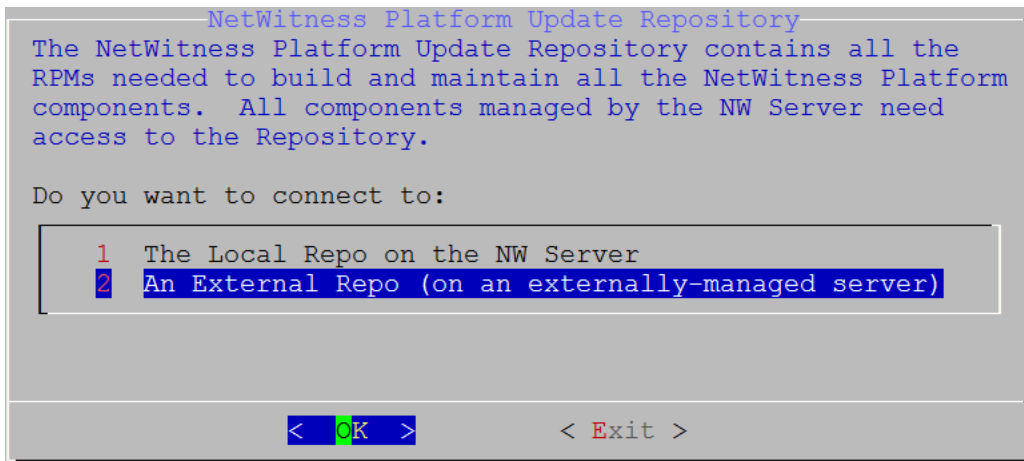 NetWitness Platform Update Repository
The NetWitness Platform Update Repository contains all the
RPMs needed to build and maintain all the NetWitness Platform
components.  All components managed by the NW Server need
access to the Repository.
Do you want to connect to:
1  The Local Repo on the NW Server
2  An External Repo (on an externally-managed server)
<  OK  >        < Exit >